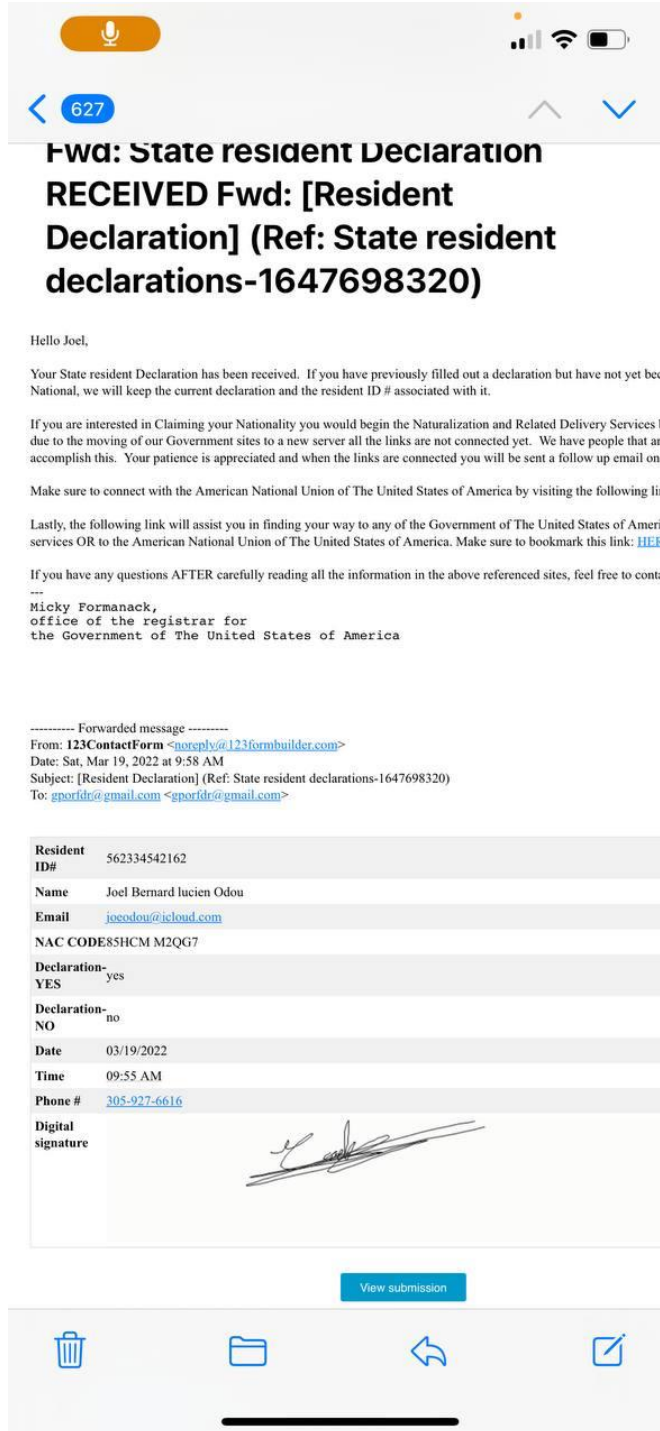 627
Fwd: State resident Declaration
RECEIVED Fwd: [Resident
Declaration] (Ref: State resident
declarations-1647698320)
Hello Joel,
Your State resident Declaration has been received. If you have previously filled out a declaration but have not yet
National, we will keep the current declaration and the resident ID # associated with it.
If you are interested in Claiming your Nationality you would begin the Naturalization and Related Delivery Services
due to the moving of our Government sites to a new server all the links are not connected yet. We have people that
accomplish this. Your patience is appreciated and when the links are connected you will be sent a follow up email on
Make sure to connect with the American National Union of The United States of America by visiting the following
Lastly, the following link will assist you in finding your way to any of the Government of The United States of
services OR to the American National Union of The United States of America. Make sure to bookmark this link:
If you have any questions AFTER carefully reading all the information in the above referenced sites, feel free to
---
Micky Formanack,
office of the registrar for
the Government of The United States of America
---------- Forwarded message ---------
From: 123ContactForm <noreply@123formbuilder.com>
Date: Sat, Mar 19, 2022 at 9:58 AM
Subject: [Resident Declaration] (Ref: State resident declarations-1647698320)
To: gporfdr@gmail.com <gporfdr@gmail.com>
Resident
ID# 562334542162
Name Joel Bernard lucien Odou
Email joeodou@icloud.com
NAC CODE85HCM M2QG7
Declaration-
YES yes
Declaration-
NO no
Date 03/19/2022
Time 09:55 AM
Phone # 305-927-6616
Digital
signature
View submission